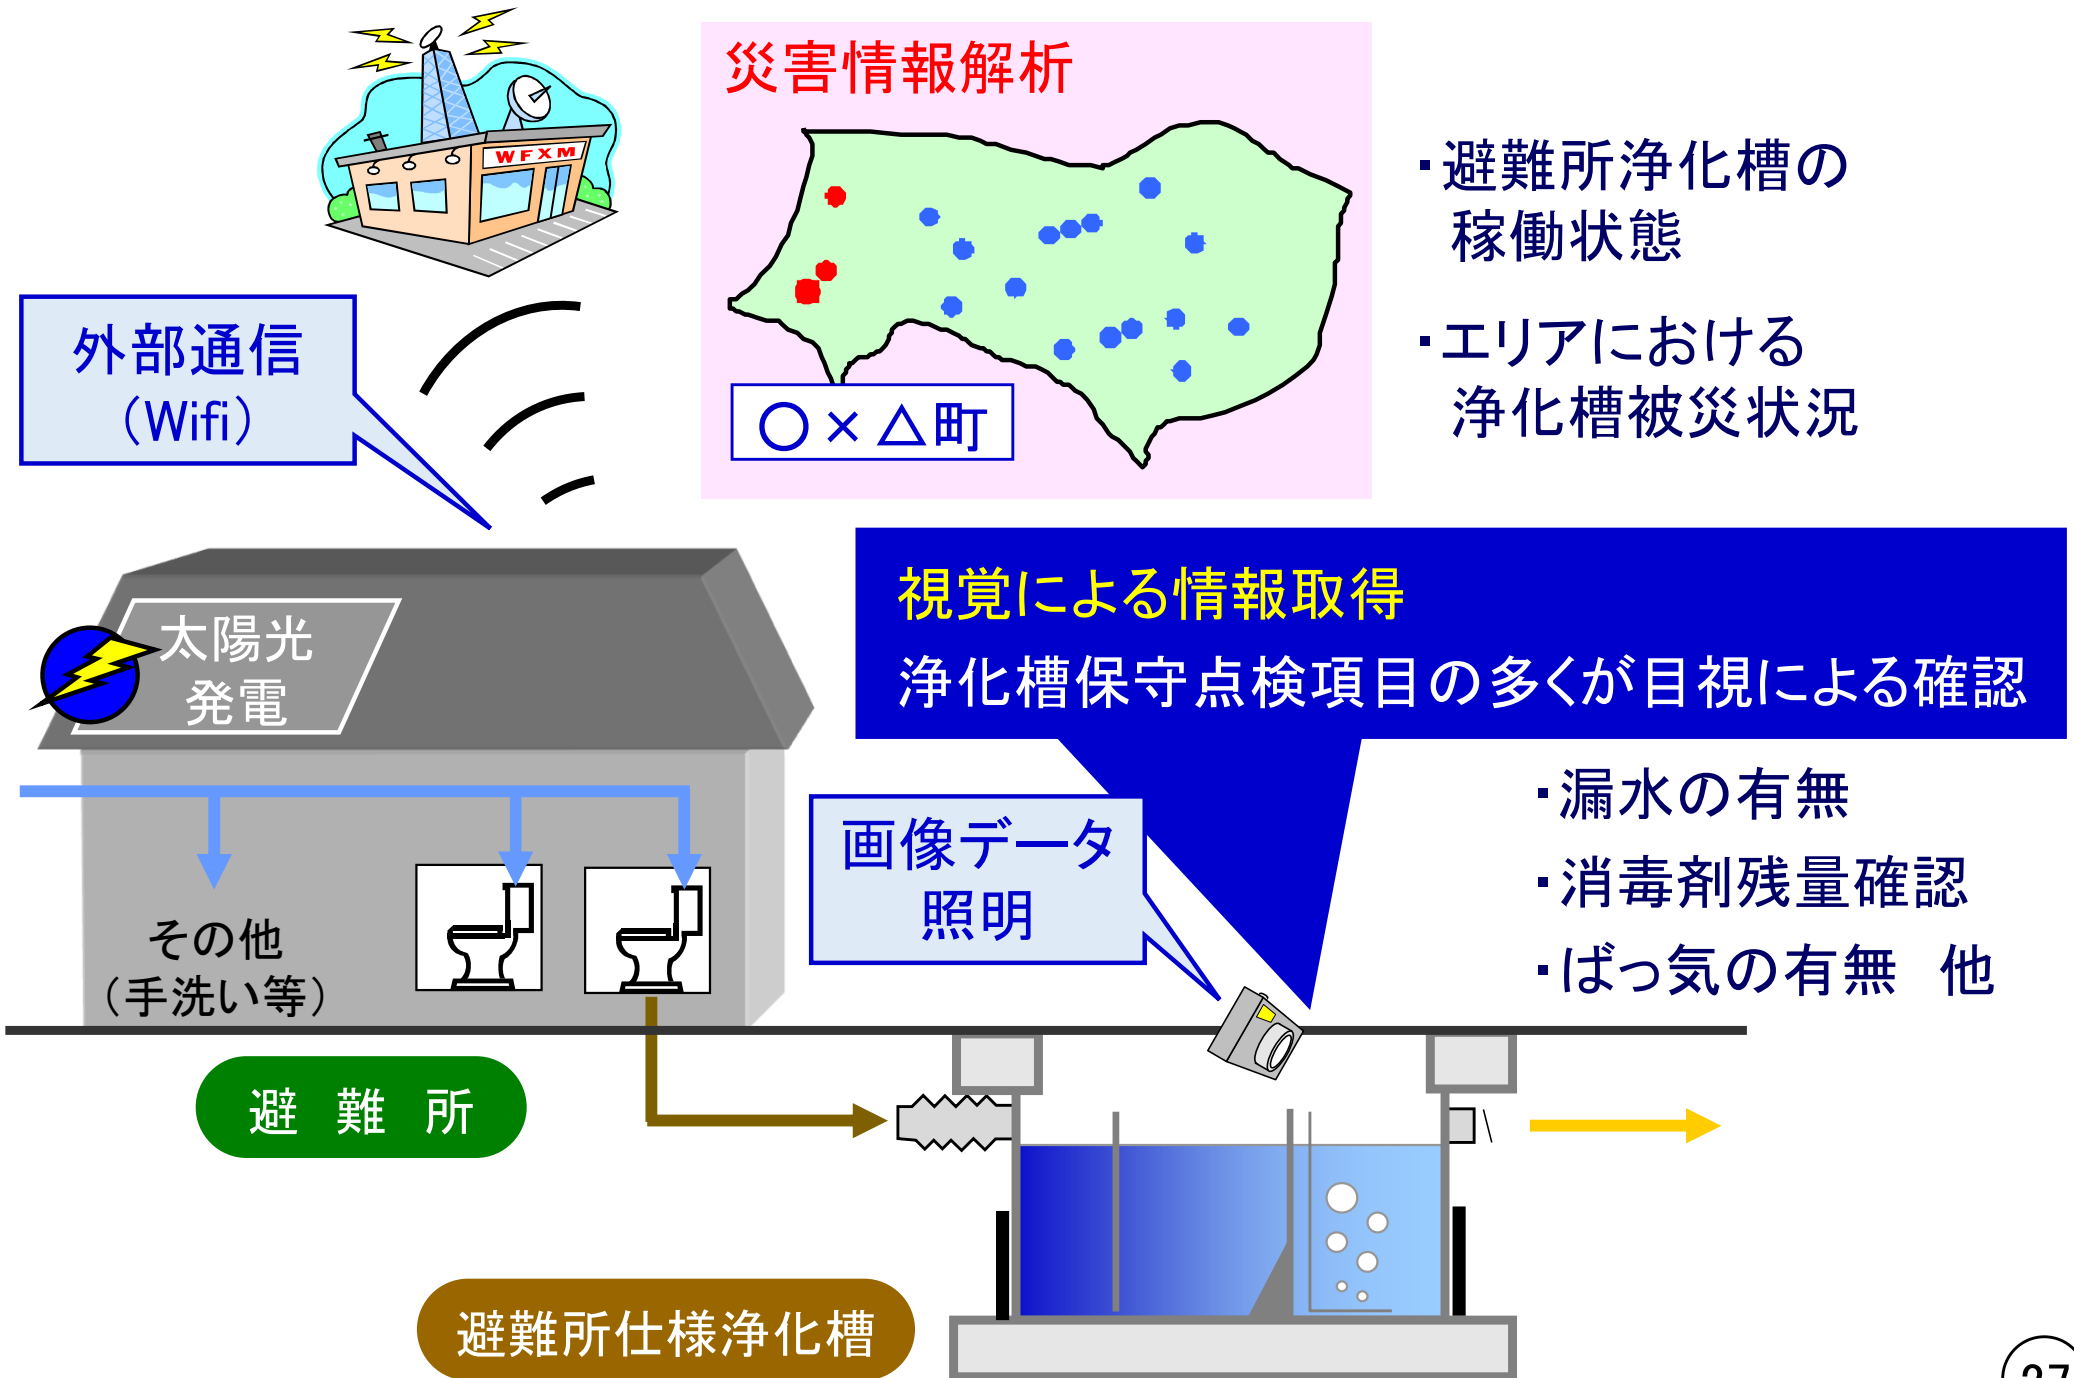 WFXM
災害情報解析
○×△町
・避難所浄化槽の
稼働状態
・エリアにおける
浄化槽被災状況
外部通信
（Wifi）
視覚による情報取得
浄化槽保守点検項目の多くが目視による確認
太陽光
発電
画像データ
照明
・漏水の有無
・消毒剤残量確認
・ばっ気の有無　他
その他
（手洗い等）
避　難　所
避難所仕様浄化槽
27